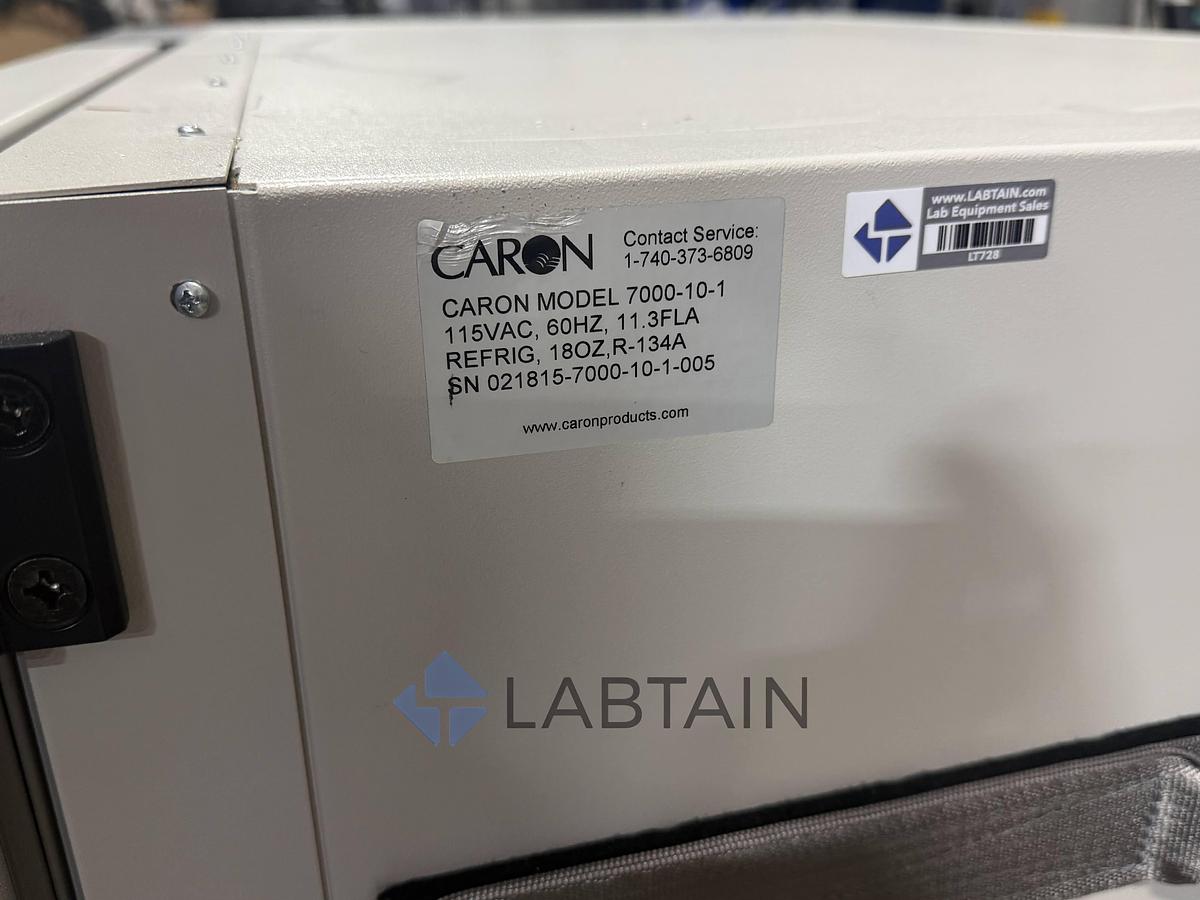 CARON
Contact Service:
1-740-373-6809
CARON MODEL 7000-10-1
115VAC, 60HZ, 11.3FLA
REFRIG, 18OZ,R-134A
SN 021815-7000-10-1-005
www.caronproducts.com
www.LABTAIN.com
Lab Equipment Sales
LT728
LABTAIN